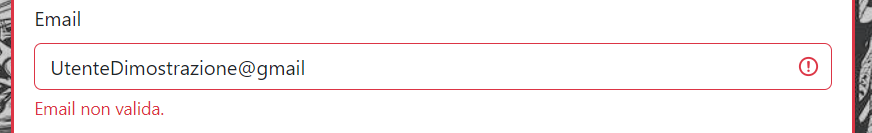 Email
UtenteDimostrazione@gmail
Email non valida.